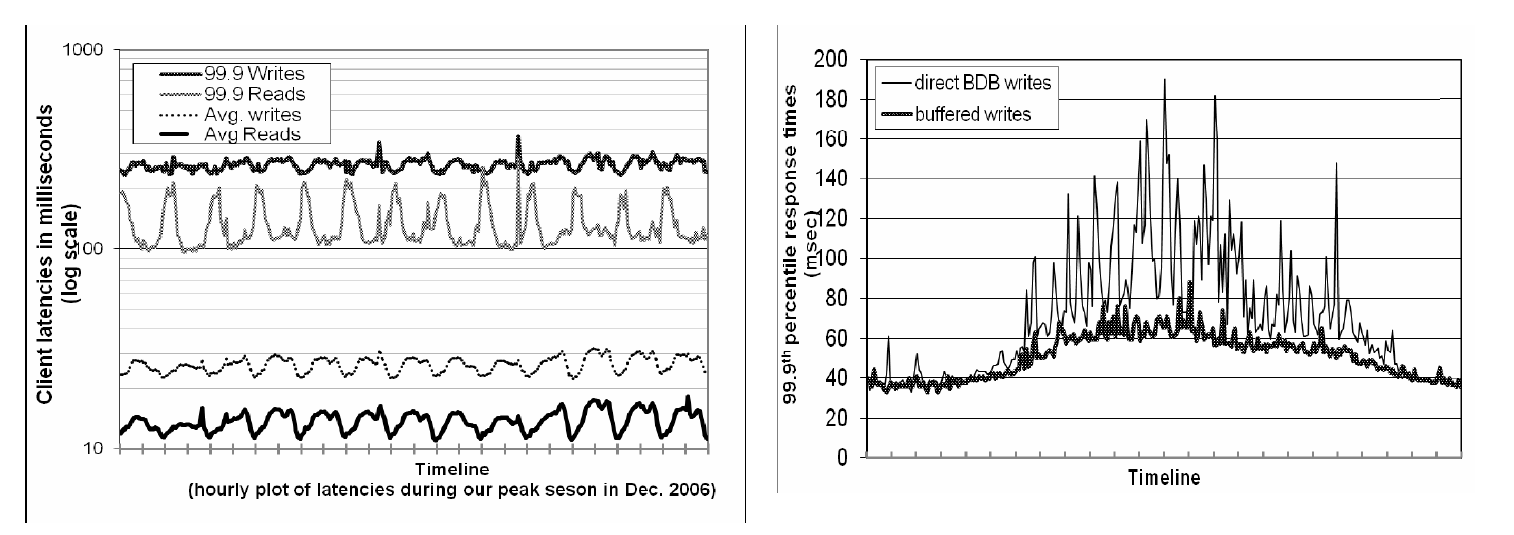 1000
99.9 Writes
99.9 Reads
Avg. writes
Avg Reads
100
10
Client latencies in milliseconds
(log scale)
Timeline
(hourly plot of latencies during our peak seson in Dec. 2006)
200
180
160
140
120
100
80
60
40
20
0
direct BDB writes
buffered writes
99.9th percentile response times
(msec)
Timeline